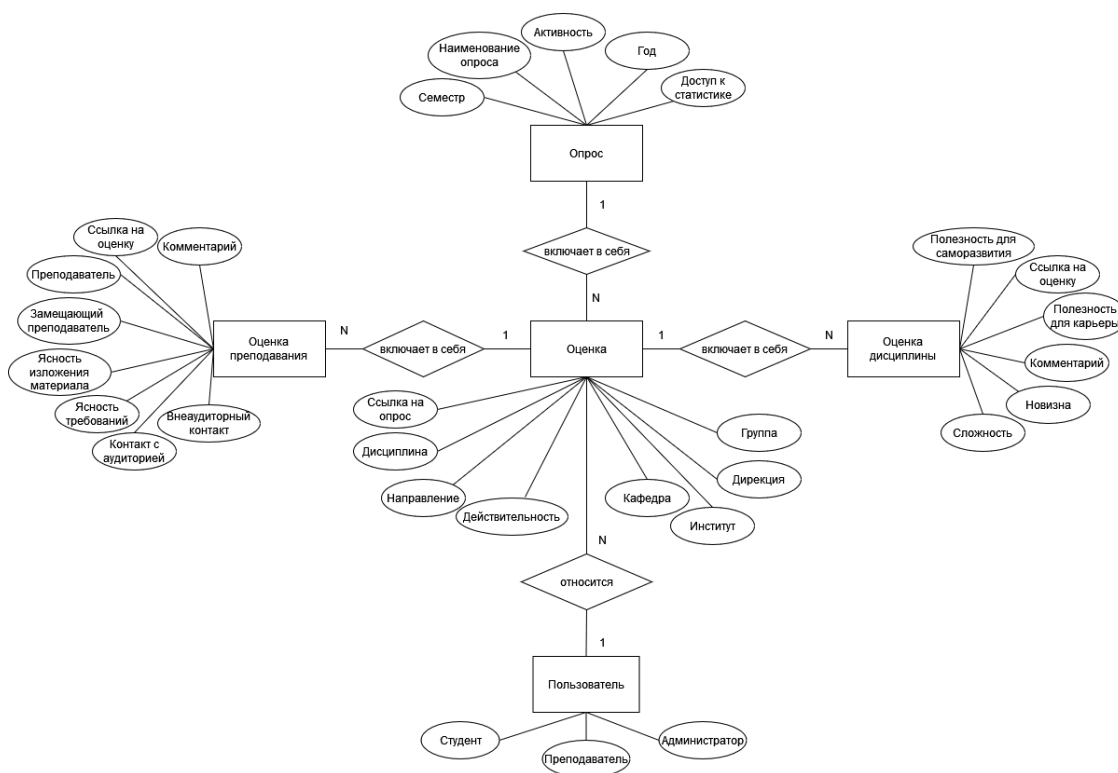 Активность
Наименование
опроса
Год
Доступ к
статистике
Семестр
Опрос
1
включает в себя
N
Ссылка на
оценку
Комментарий
Преподаватель
Замещающий
преподаватель
Ясность
изложения
материала
Ясность
требований
Контакт с
аудиторией
Внеаудиторный
контакт
Оценка
преподавания
N
включает в себя
1
Оценка
1
включает в себя
N
Оценка
дисциплины
Полезность для
саморазвития
Ссылка на
оценку
Полезность
для карьеры
Комментарий
Новизна
Сложность
Ссылка на
опрос
Дисциплина
Направление
Действительность
Кафедра
Институт
Дирекция
Группа
N
относится
1
Пользователь
Студент
Преподаватель
Администратор